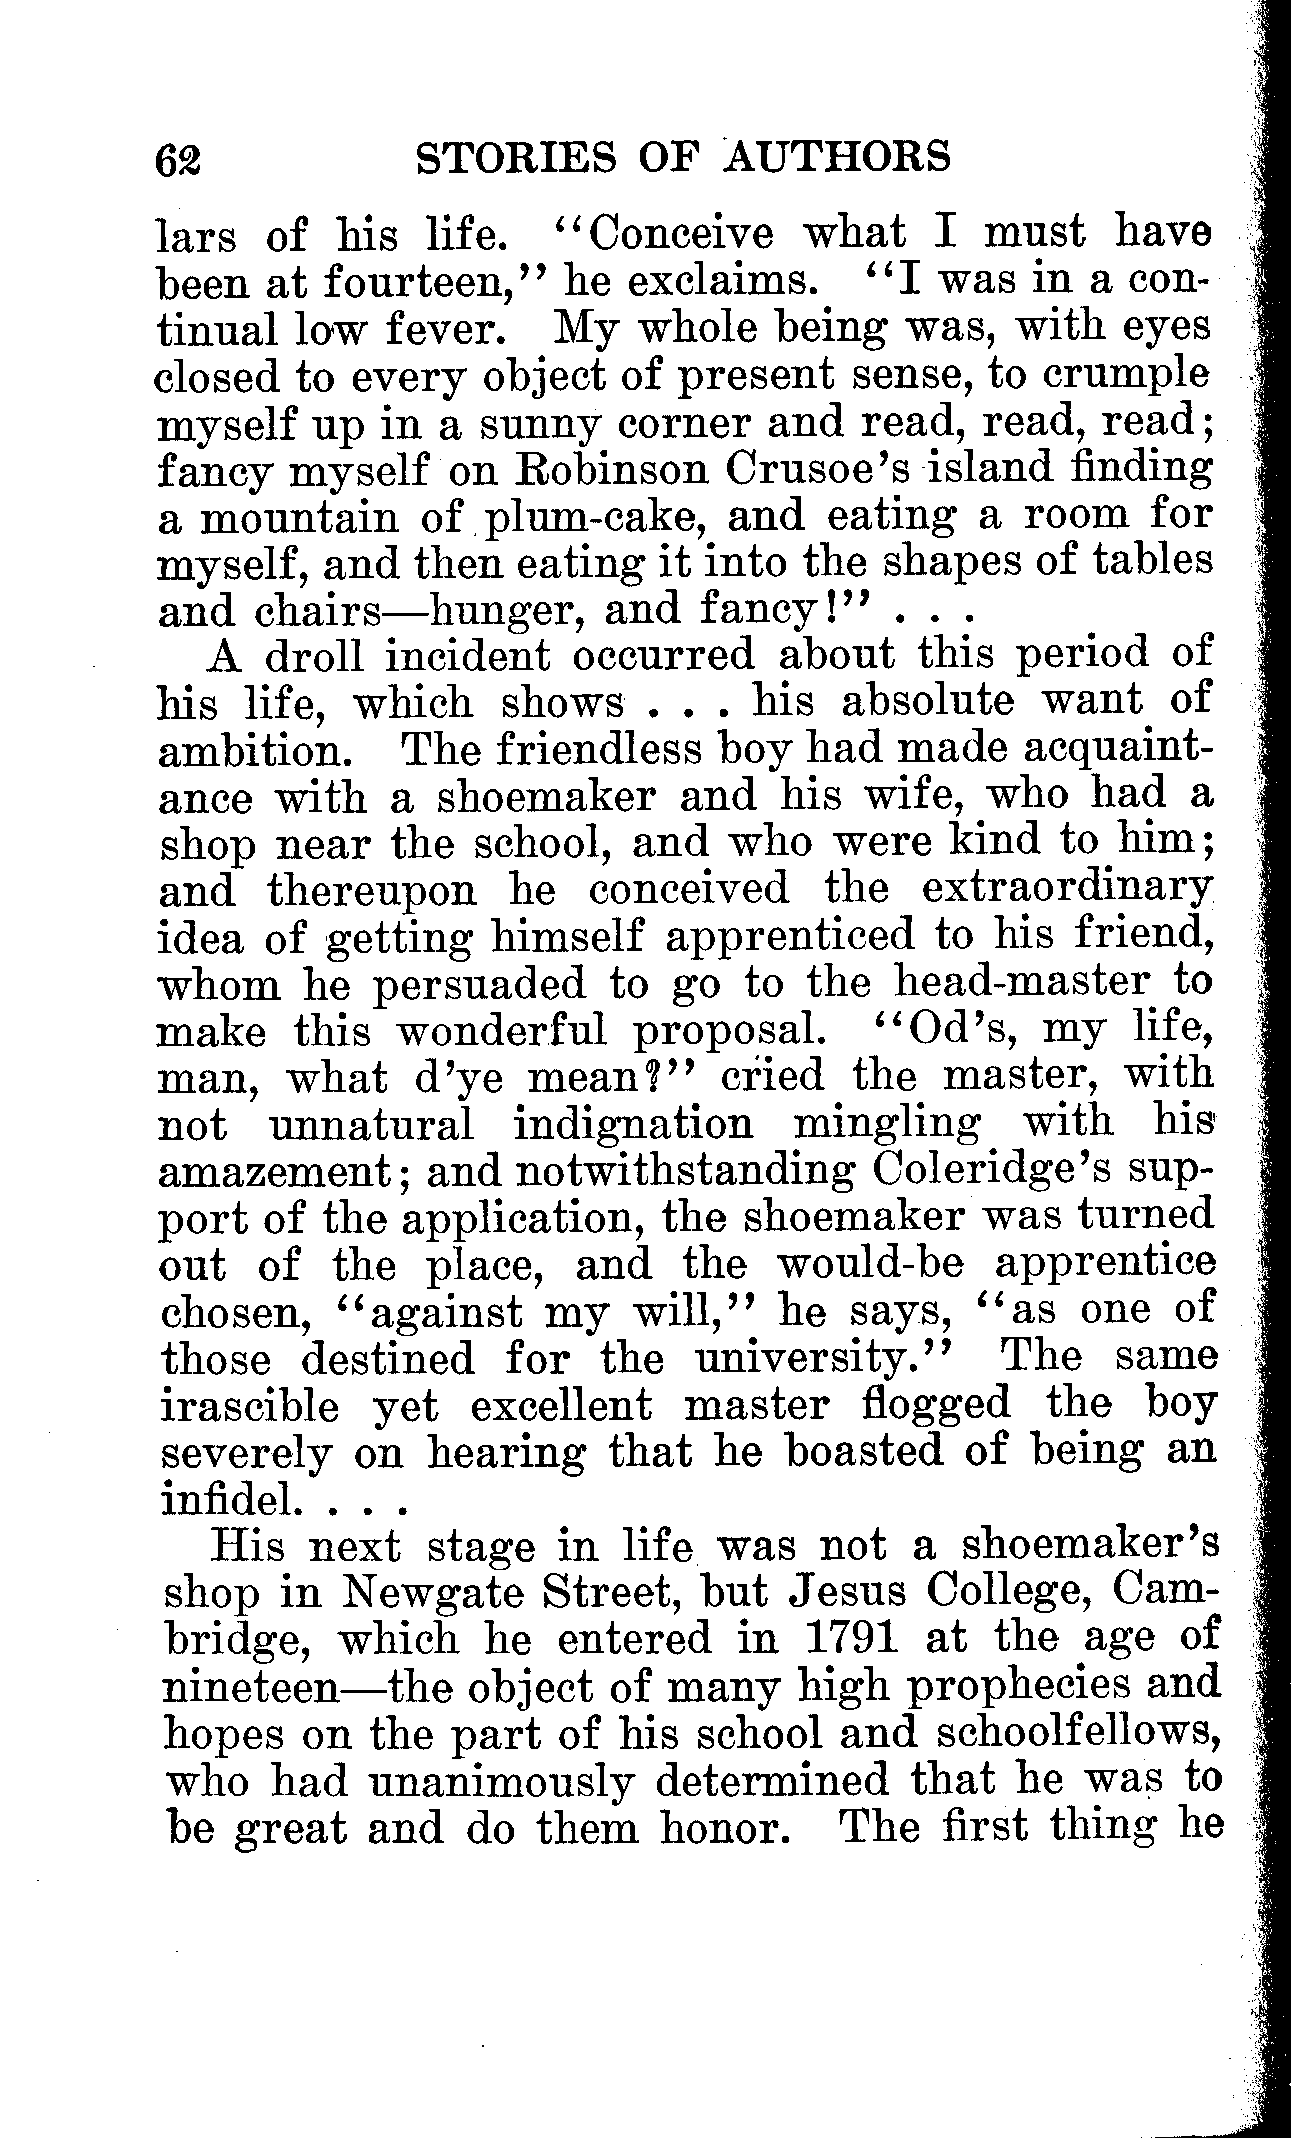 62 STORIES OF AUTHORS
lars of his life. "Conceive what I must have
been at fourteen," he exclaims. "I was in a con-
tinual low fever. My whole being was, with eyes
closed to every object of present sense, to crumple
myself up in a sunny corner and read, read, read;
fancy myself on Robinson Crusoe's island finding
a mountain of plum-cake, and eating a room for
myself, and then eating it into the shapes of tables
and chairs—hunger, and fancy!" . . .
A droll incident occurred about this period of
his life, which shows . . . his absolute want of
ambition. The friendless boy had made acquaint-
ance with a shoemaker and his wife, who had a
shop near the school, and who were kind to him;
and thereupon he conceived the extraordinary
idea of getting himself apprenticed to his friend,
whom he persuaded to go to the head-master to
make this wonderful proposal. "Od's, my life,
man, what d'ye mean?" cried the master, with
not unnatural indignation mingling with his
amazement; and notwithstanding Coleridge's sup-
port of the application, the shoemaker was turned
out of the place, and the would-be apprentice
chosen, "against my will," he says, "as one of
those destined for the university." The same
irascible yet excellent master flogged the boy
severely on hearing that he boasted of being an
infidel. . . .
His next stage in life was not a shoemaker's
shop in Newgate Street, but Jesus College, Cam-
bridge, which he entered in 1791 at the age of
nineteen—the object of many high prophecies and
hopes on the part of his school and schoolfellows,
who had unanimously determined that he was to
be great and do them honor. The first thing he